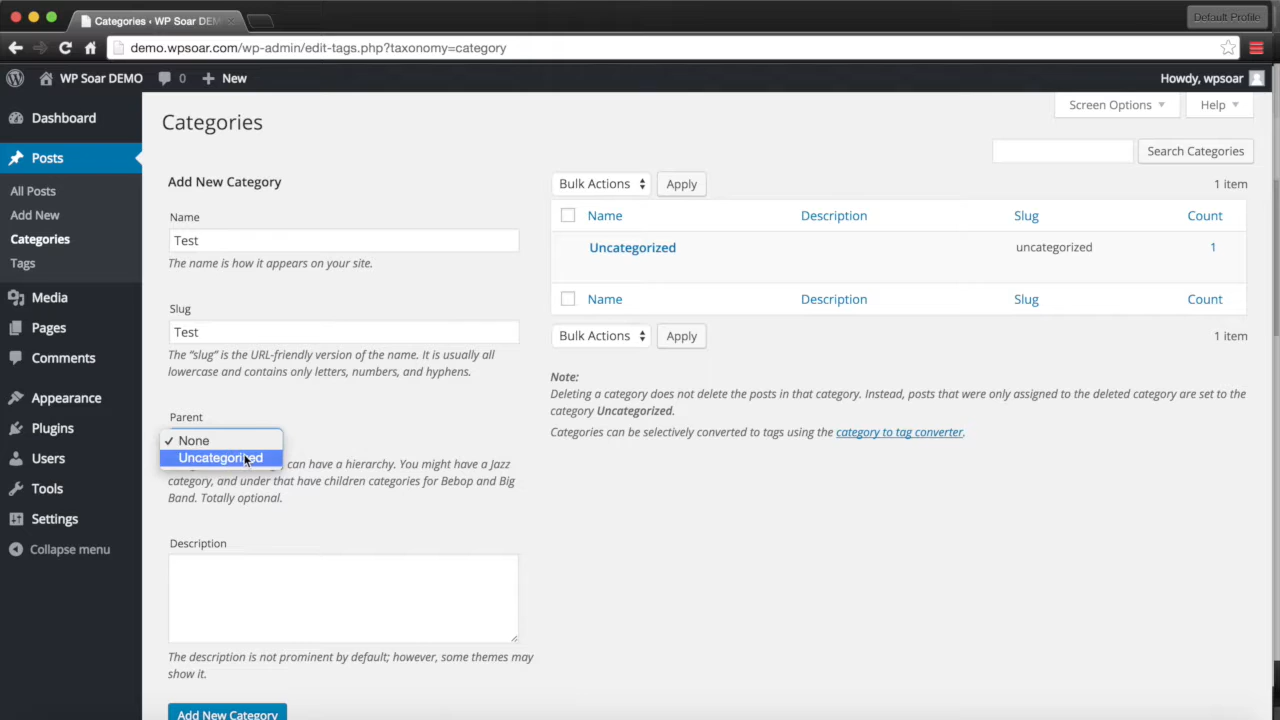 Categories ‹ WP Soar DEM
Default Profile
demo.wpsoar.com/wp-admin/edit-tags.php?taxonomy=category
WP Soar DEMO
0
New
Howdy, wpsoar
Dashboard
Posts
All Posts
Add New
Categories
Tags
Media
Pages
Comments
Appearance
Plugins
Users
Tools
Settings
Collapse menu
Categories
Screen Options
Help
Search Categories
Add New Category
Name
Test
The name is how it appears on your site.
Slug
Test
The “slug” is the URL-friendly version of the name. It is usually all
lowercase and contains only letters, numbers, and hyphens.
Parent
✓ None
Uncategorized
can have a hierarchy. You might have a Jazz
category, and under that have children categories for Bebop and Big
Band. Totally optional.
Description
The description is not prominent by default; however, some themes may
show it.
Add New Category
Bulk Actions
Apply
1 item
Name
Description
Slug
Count
Uncategorized
uncategorized
1
Name
Description
Slug
Count
Bulk Actions
Apply
1 item
Note:
Deleting a category does not delete the posts in that category. Instead, posts that were only assigned to the deleted category are set to the
category Uncategorized.
Categories can be selectively converted to tags using the category to tag converter.